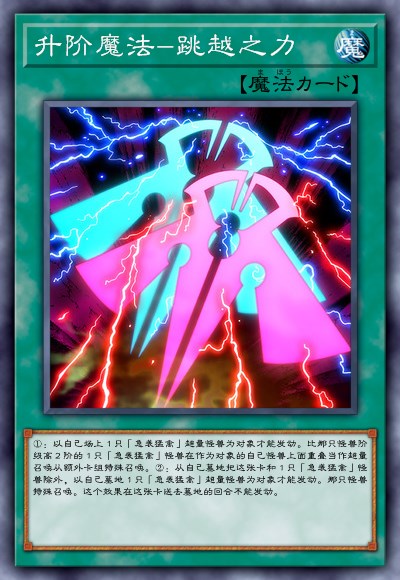 升阶魔法-跳越之力
魔
【魔法カード】
まほう
①：以自己场上1只「急袭猛禽」超量怪兽为对象才能发动。比那只怪兽阶
级高2阶的1只「急袭猛禽」怪兽在作为对象的自己怪兽上面重叠当作超量
召唤从额外卡组特殊召唤。②：从自己墓地把这张卡和1只「急袭猛禽」怪
兽除外，以自己墓地1只「急袭猛禽」超量怪兽为对象才能发动。那只怪兽
特殊召唤。这个效果在这张卡送去墓地的回合不能发动。